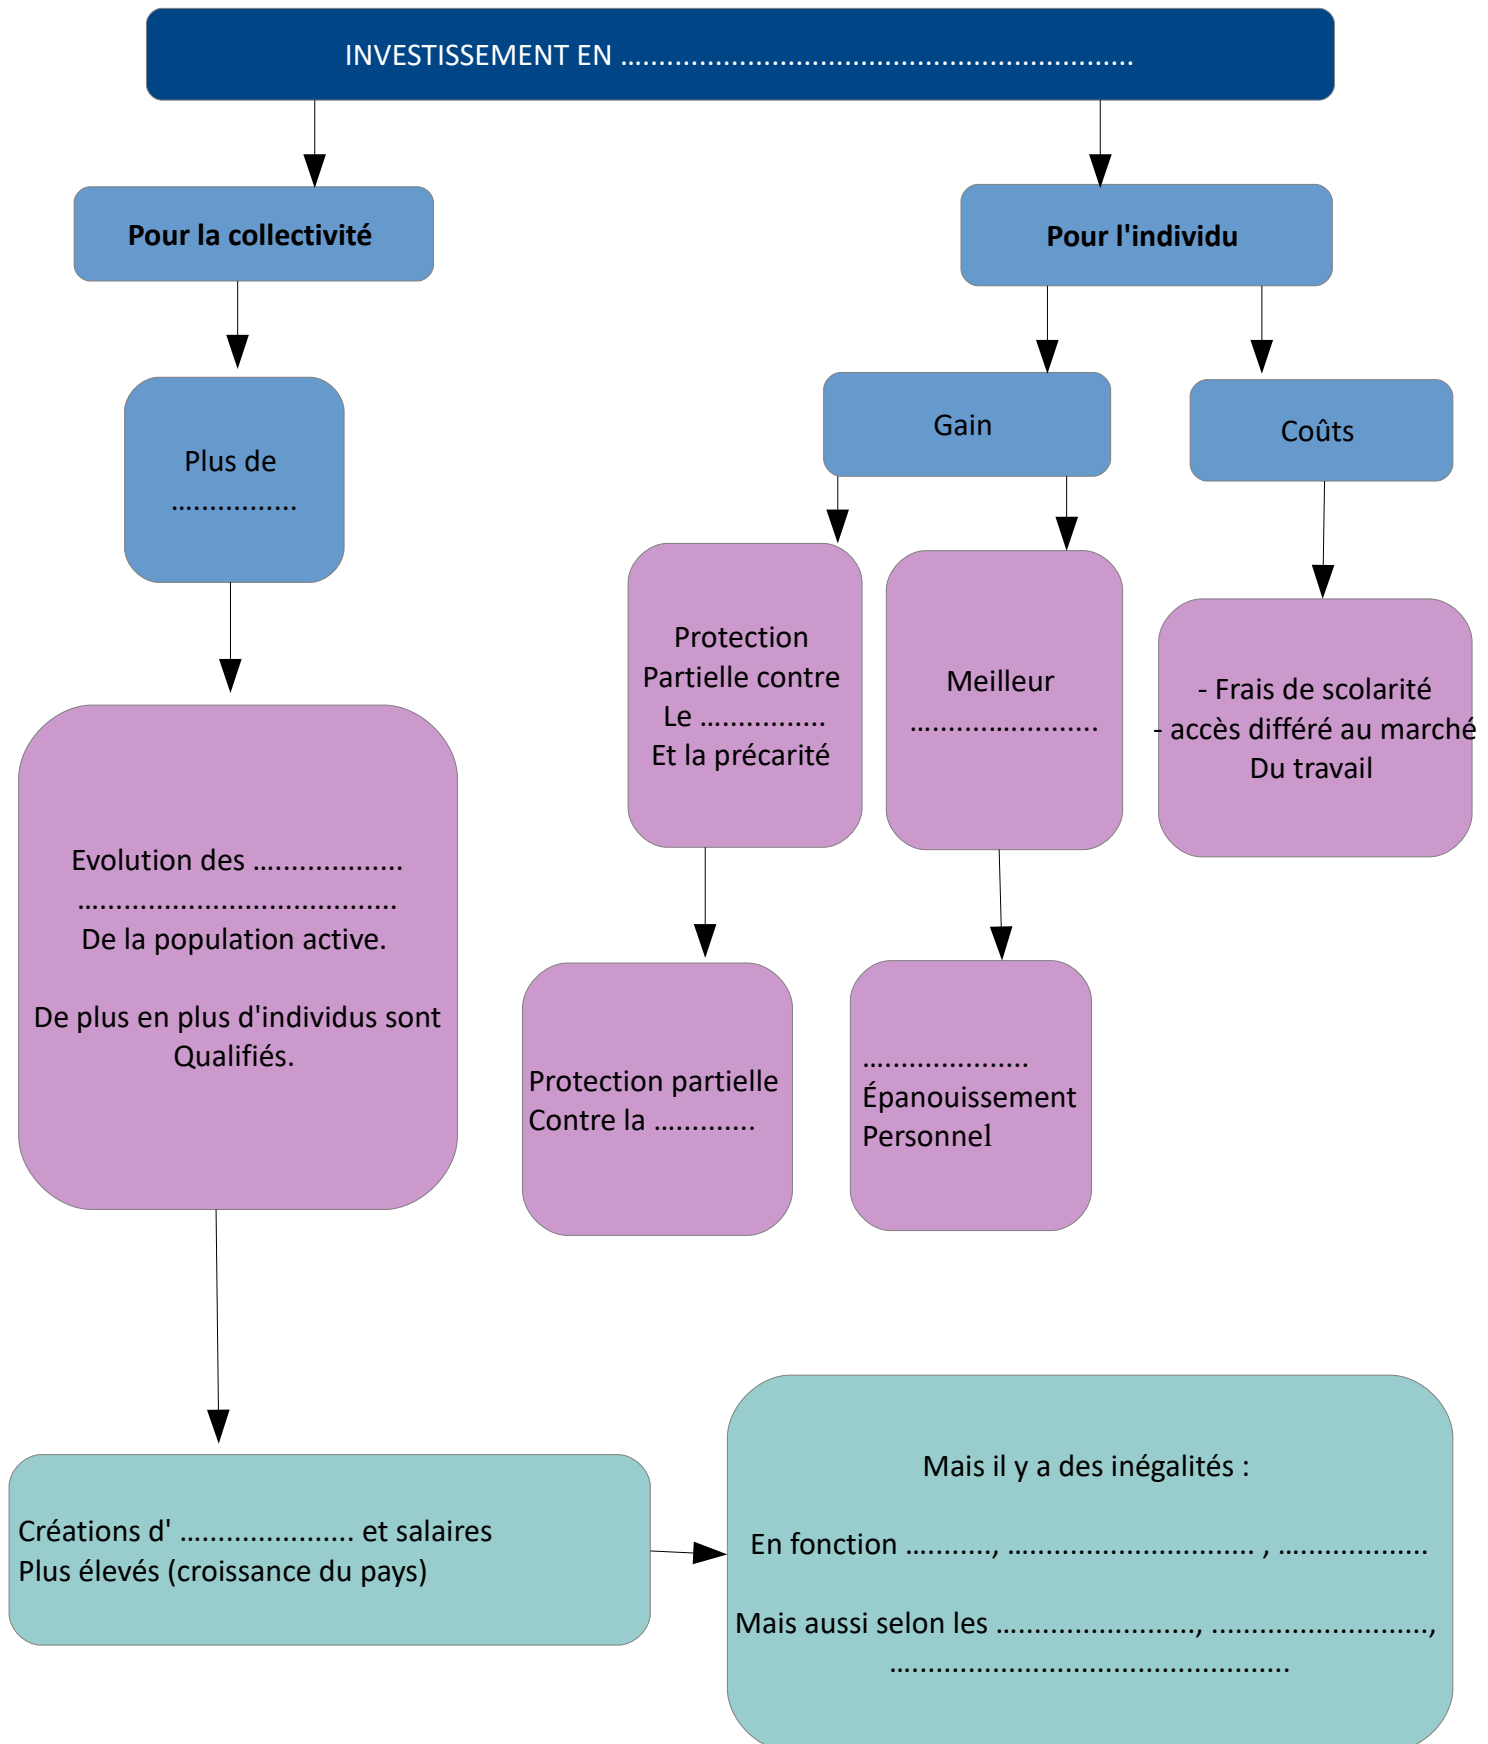 INVESTISSEMENT EN ....................................................................
Pour la collectivité
Pour l'individu
Plus de
.................
Gain
Coûts
Protection
Partielle contre
Le .................
Et la précarité
Meilleur
.........................
- Frais de scolarité
- accès différé au marché
Du travail
Evolution des ....................
..........................................
De la population active.
De plus en plus d'individus sont
Qualifiés.
Protection partielle
Contre la ..............
......................
Épanouissement
Personnel
Créations d' ....................... et salaires
Plus élevés (croissance du pays)
Mais il y a des inégalités :
En fonction ............, ................................. , ....................
Mais aussi selon les .........................., .............................,
.....................................................